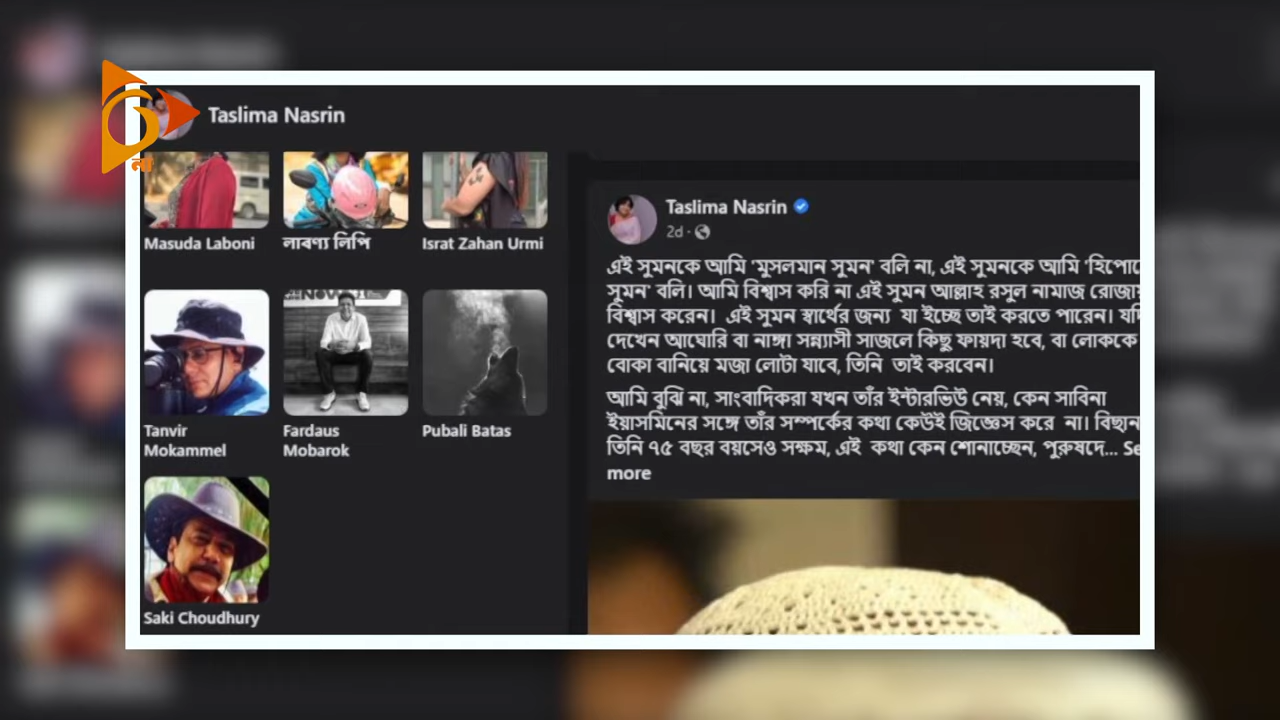 Taslima Nasrin
না
Masuda Laboni
লাবণ্য লিপি
Israt Zahan Urmi
Tanvir
Mokammel
Fardaus
Mobarok
Pubali Batas
Saki Choudhury
Taslima Nasrin
2d
এই সুমনকে আমি 'মুসলমান সুমন' বলি না, এই সুমনকে আমি 'হিপো
সুমন' বলি। আমি বিশ্বাস করি না এই সুমন আল্লাহ রসুল নামাজ রোজায়
বিশ্বাস করেন। এই সুমন স্বার্থের জন্য যা ইচ্ছে তাই করতে পারেন। যদি
দেখেন আঘোরি বা নাঙ্গা সন্ন্যাসী সাজলে কিছু ফায়দা হবে, বা লোককে
বোকা বানিয়ে মজা লোটা যাবে, তিনি তাই করবেন।
আমি বুঝি না, সাংবাদিকরা যখন তাঁর ইন্টারভিউ নেয়, কেন সাবিনা
ইয়াসমিনের সঙ্গে তাঁর সম্পর্কের কথা কেউই জিজ্ঞেস করে না। বিছান
তিনি ৭৫ বছর বয়সেও সক্ষম, এই কথা কেন শোনাচ্ছেন, পুরুষদে... Se
more